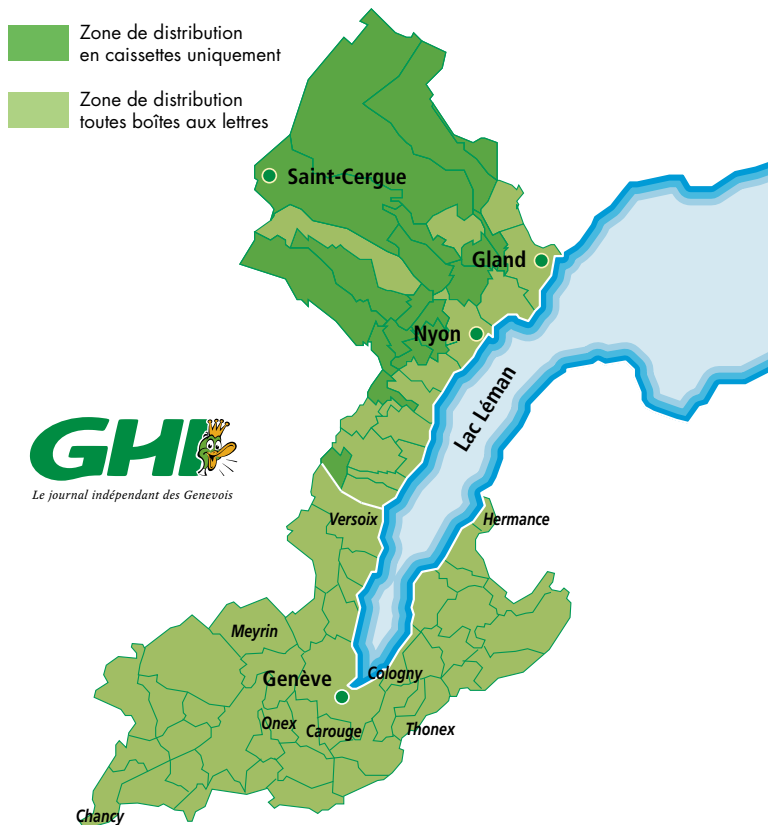 Zone de distribution
en caissettes uniquement
Zone de distribution
toutes boîtes aux lettres
Saint-Cergue
Gland
Nyon
Lac Léman
GHI
Le journal indépendant des Genevois
Versoix
Hermance
Meyrin
Genève
Cologny
Onex
Carouge
Thonex
Chancy